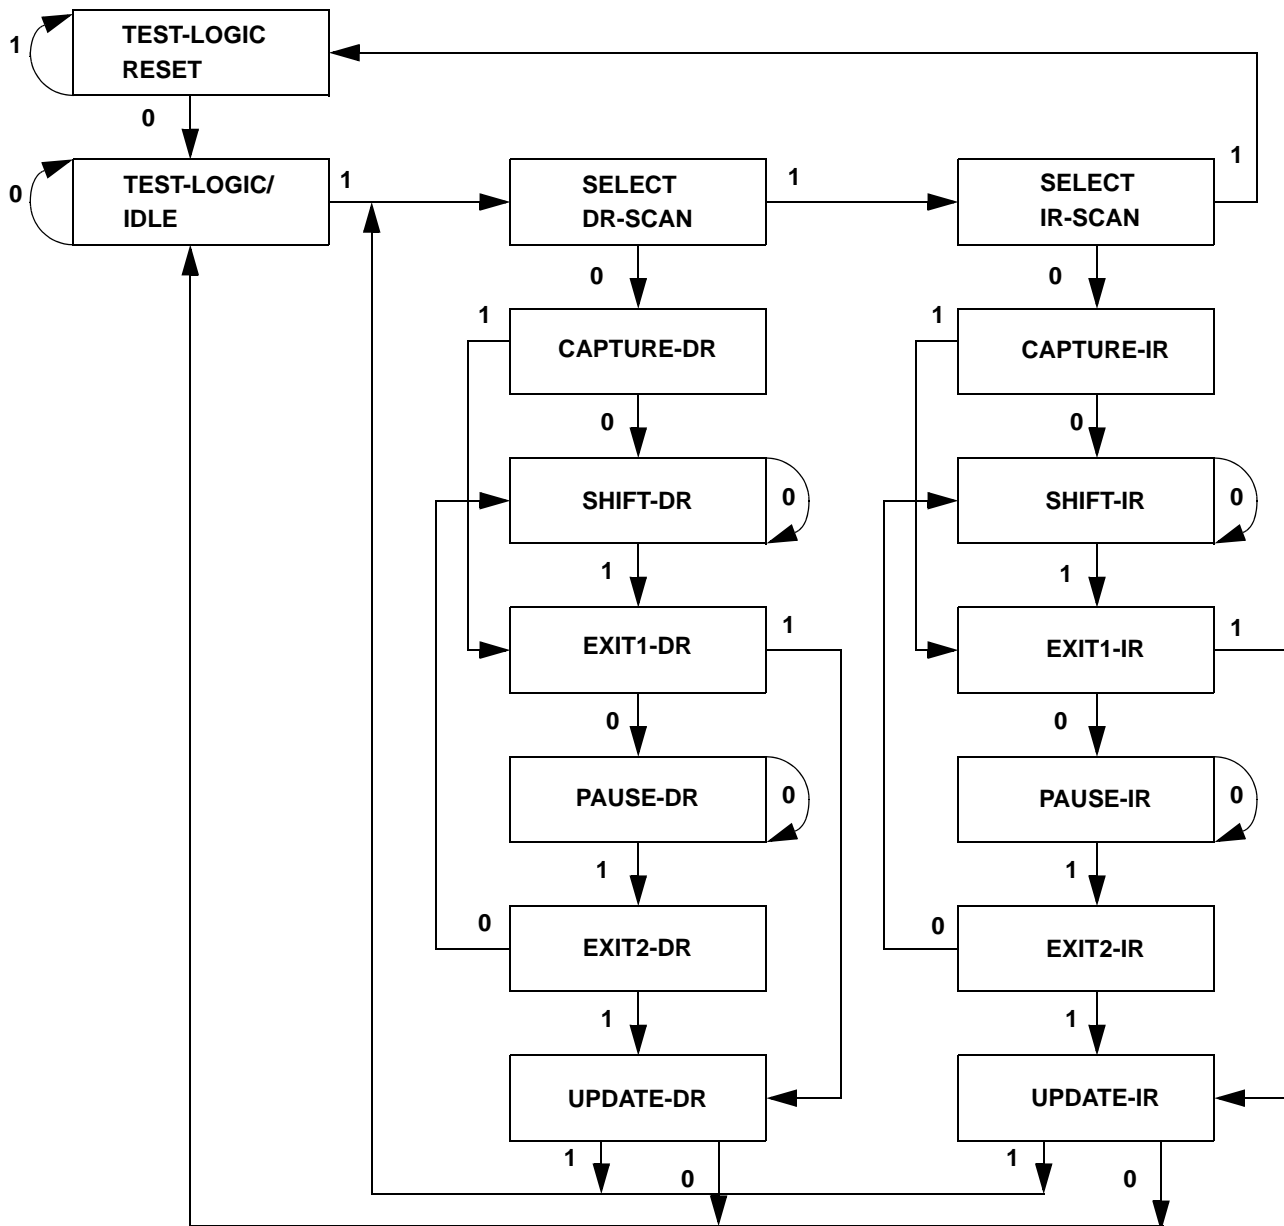 TEST-LOGIC
RESET
1
0
TEST-LOGIC/
IDLE
0
1
SELECT
DR-SCAN
1
SELECT
IR-SCAN
1
0
0
1
CAPTURE-DR
1
CAPTURE-IR
0
0
SHIFT-DR
0
SHIFT-IR
0
1
1
EXIT1-DR
1
EXIT1-IR
1
0
0
PAUSE-DR
0
PAUSE-IR
0
1
1
0
EXIT2-DR
0
EXIT2-IR
1
1
UPDATE-DR
UPDATE-IR
1
0
1
0